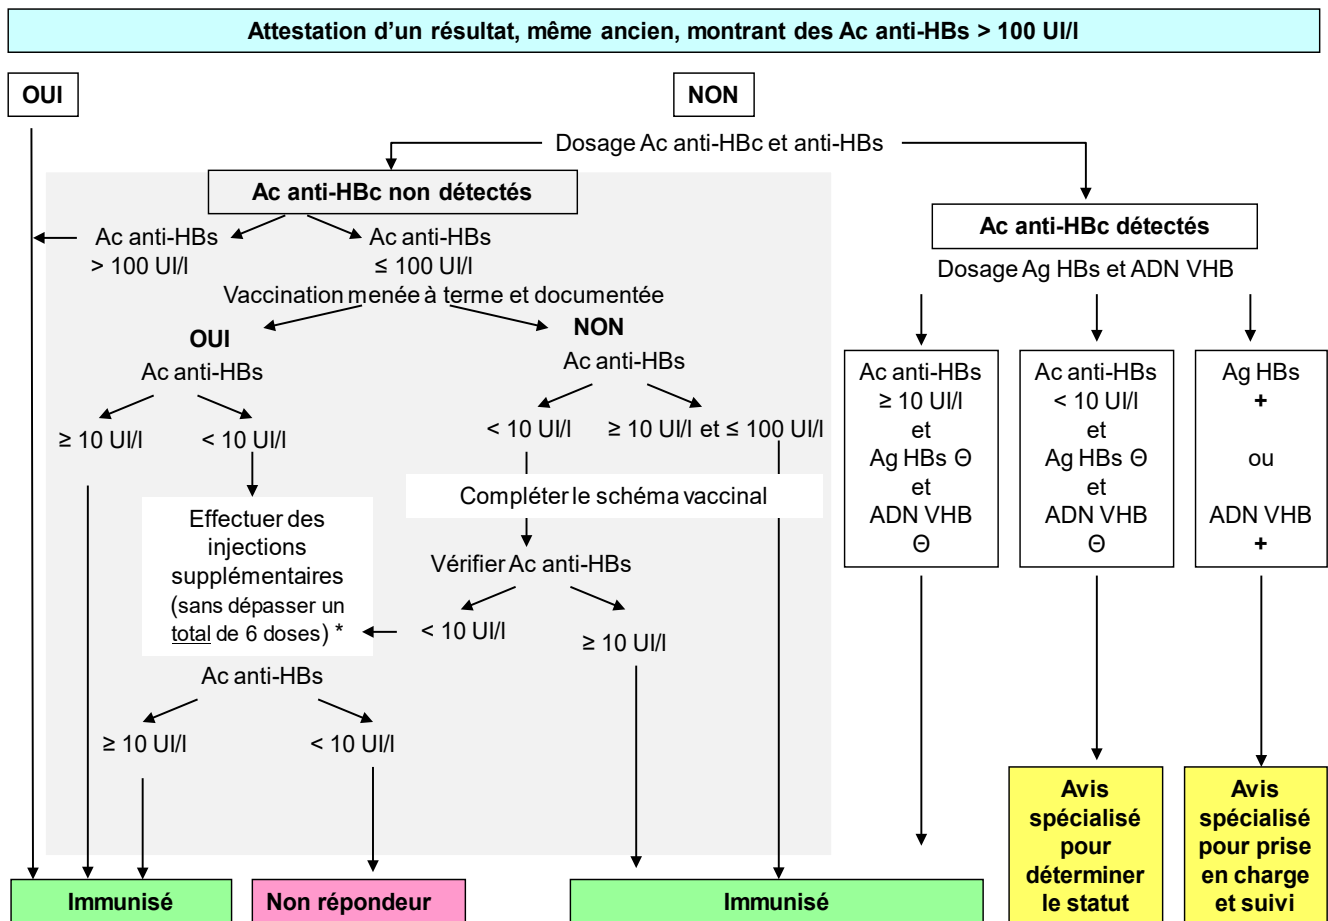 Attestation d'un résultat, même ancien, montrant des Ac anti-HBs > 100 UI/l
OUI
NON
Dosage Ac anti-HBc et anti-HBs
Ac anti-HBc non détectés
Ac anti-HBs
> 100 UI/l
Ac anti-HBs
≤ 100 UI/l
Vaccination menée à terme et documentée
OUI
Ac anti-HBs
≥ 10 UI/l
< 10 UI/l
Effectuer des
injections
supplémentaires
(sans dépasser un
total de 6 doses) *
Ac anti-HBs
≥ 10 UI/l
< 10 UI/l
NON
Ac anti-HBs
< 10 UI/l
≥ 10 UI/l et ≤ 100 UI/l
Compléter le schéma vaccinal
Vérifier Ac anti-HBs
< 10 UI/l
≥ 10 UI/l
Ac anti-HBc détectés
Dosage Ag HBs et ADN VHB
Ac anti-HBs
≥ 10 UI/l
et
Ag HBs Θ
et
ADN VHB
Θ
Ac anti-HBs
< 10 UI/l
et
Ag HBs Θ
et
ADN VHB
Θ
Ag HBs
+
ou
ADN VHB
+
Immunisé
Non répondeur
Immunisé
Avis
spécialisé
pour
déterminer
le statut
Avis
spécialisé
pour prise
en charge
et suivi